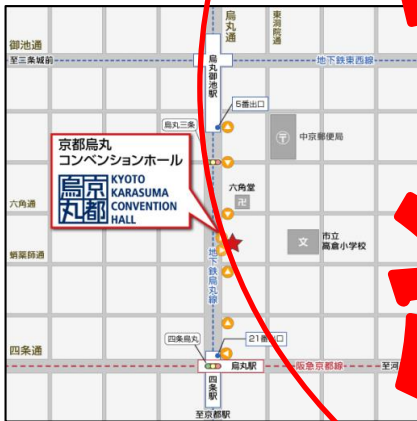 烏丸通
東洞院通
御池通
至三条城前
地下鉄東西線
烏丸御池駅
5番出口
烏丸三条
中京郵便局
京都烏丸
コンベンションホール
烏丸京都
KYOTO
KARASUMA
CONVENTION
HALL
六角堂
六角通
市立
高倉小学校
文
蛸薬師通
地下鉄烏丸線
四条烏丸
21番出口
四条通
烏丸駅
阪急京都線
至河
四条駅
至京都駅